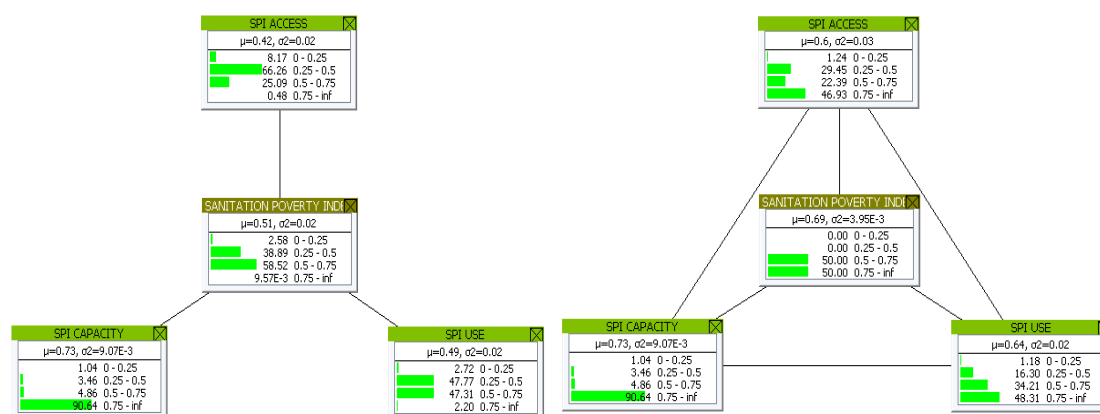 SPI ACCESS
μ=0.42, σ2=0.02
8.17 0 - 0.25
66.26 0.25 - 0.5
25.09 0.5 - 0.75
0.48 0.75 - inf
SANITATION POVERTY INDE
μ=0.51, σ2=0.02
2.58 0 - 0.25
38.89 0.25 - 0.5
58.52 0.5 - 0.75
9.57E-3 0.75 - inf
SPI CAPACITY
μ=0.73, σ2=9.07E-3
1.04 0 - 0.25
3.46 0.25 - 0.5
4.86 0.5 - 0.75
90.64 0.75 - inf
SPI USE
μ=0.49, σ2=0.02
2.72 0 - 0.25
47.77 0.25 - 0.5
47.31 0.5 - 0.75
2.20 0.75 - inf
SPI ACCESS
μ=0.6, σ2=0.03
1.24 0 - 0.25
29.45 0.25 - 0.5
22.39 0.5 - 0.75
46.93 0.75 - inf
SANITATION POVERTY INDE
μ=0.69, σ2=3.95E-3
0.00 0 - 0.25
0.00 0.25 - 0.5
50.00 0.5 - 0.75
50.00 0.75 - inf
SPI CAPACITY
μ=0.73, σ2=9.07E-3
1.04 0 - 0.25
3.46 0.25 - 0.5
4.86 0.5 - 0.75
90.64 0.75 - inf
SPI USE
μ=0.64, σ2=0.02
1.18 0 - 0.25
16.30 0.25 - 0.5
34.21 0.5 - 0.75
48.31 0.75 - inf